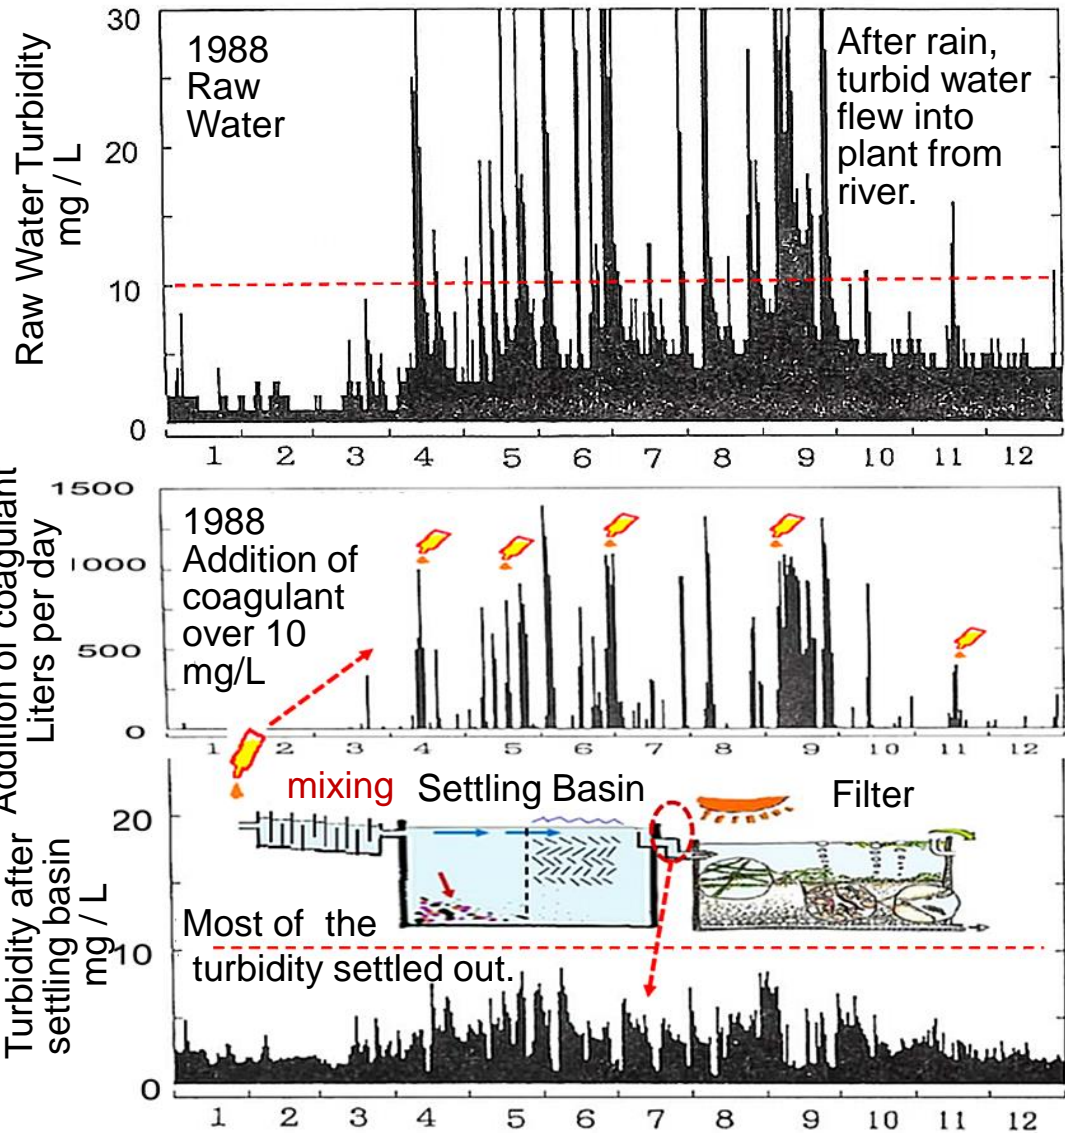 Raw Water Turbidity
mg / L
30
20
10
0
1988
Raw
Water
After rain,
turbid water
flew into
plant from
river.
1 2 3 4 5 6 7 8 9 10 11 12
Addition of coagulant
Liters per day
1500
1000
500
0
1988
Addition of
coagulant
over 10
mg/L
1 2 3 4 5 6 7 8 9 10 11 12
Turbidity after
settling basin
mg / L
20
10
0
mixing Settling Basin Filter
Most of the
turbidity settled out.
1 2 3 4 5 6 7 8 9 10 11 12